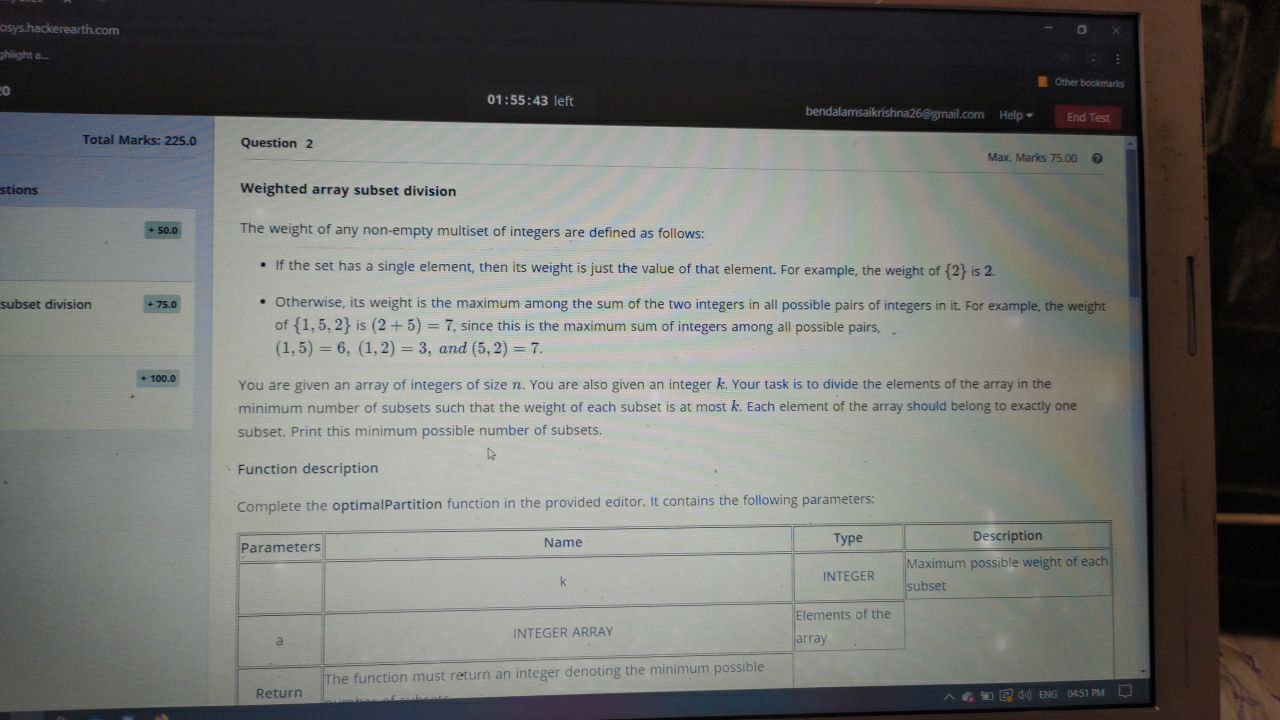 osys.hackerearth.com
ghlight a...
Other bookmarks
01:55:43 left
bendalamsaikrishna26@gmail.com Help
End Test
Total Marks: 225.0
Question 2
Max. Marks 75.00
stions
Weighted array subset division
+ 50.0
The weight of any non-empty multiset of integers are defined as follows:
• If the set has a single element, then its weight is just the value of that element. For example, the weight of {2} is 2.
subset division
+ 75.0
• Otherwise, its weight is the maximum among the sum of the two integers in all possible pairs of integers in it. For example, the weight
of {1, 5, 2} is (2 + 5) = 7, since this is the maximum sum of integers among all possible pairs,
(1, 5) = 6, (1, 2) = 3, and (5, 2) = 7.
+ 100.0
You are given an array of integers of size n. You are also given an integer k. Your task is to divide the elements of the array in the
minimum number of subsets such that the weight of each subset is at most k. Each element of the array should belong to exactly one
subset. Print this minimum possible number of subsets.
Function description
Complete the optimalPartition function in the provided editor. It contains the following parameters:
Parameters Name Type Description
k INTEGER Maximum possible weight of each
subset
a INTEGER ARRAY Elements of the
array
Return The function must return an integer denoting the minimum possible
number of subsets
ENG 04:51 PM